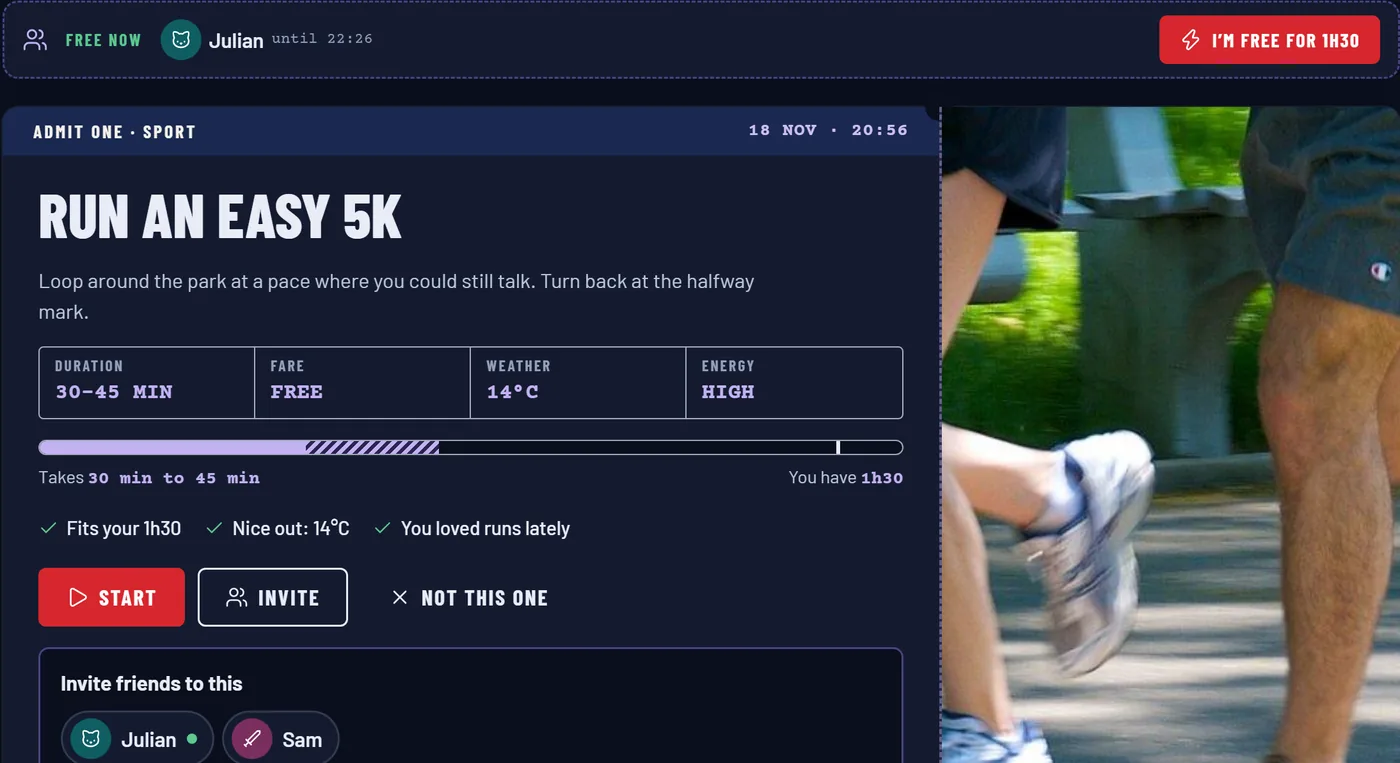 FREE NOW Julian until 22:26
I'M FREE FOR 1H30
ADMIT ONE · SPORT
18 NOV · 20:56
RUN AN EASY 5K
Loop around the park at a pace where you could still talk. Turn back at the halfway
mark.
DURATION
30–45 MIN
FARE
FREE
WEATHER
14°C
ENERGY
HIGH
Takes 30 min to 45 min
You have 1h30
Fits your 1h30
Nice out: 14°C
You loved runs lately
START
INVITE
NOT THIS ONE
Invite friends to this
Julian
Sam